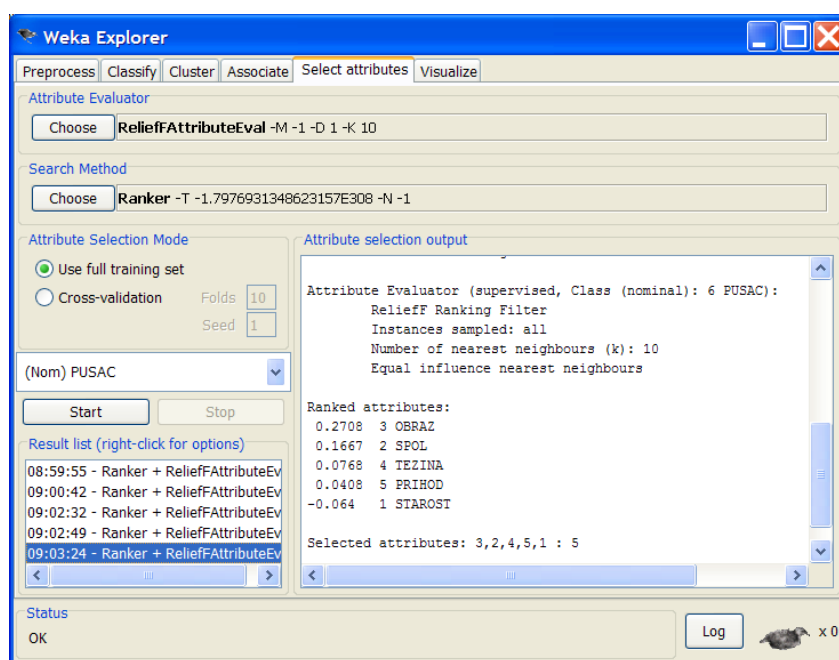 Weka Explorer
Preprocess Classify Cluster Associate Select attributes Visualize
Attribute Evaluator
Choose ReliefFAttributeEval -M -1 -D 1 -K 10
Search Method
Choose Ranker -T -1.7976931348623157E308 -N -1
Attribute Selection Mode
Use full training set
Cross-validation Folds 10
Seed 1
(Nom) PUSAC
Start Stop
Result list (right-click for options)
08:59:55 - Ranker + ReliefFAttributeEv
09:00:42 - Ranker + ReliefFAttributeEv
09:02:32 - Ranker + ReliefFAttributeEv
09:02:49 - Ranker + ReliefFAttributeEv
09:03:24 - Ranker + ReliefFAttributeEv
Attribute selection output
Attribute Evaluator (supervised, Class (nominal): 6 PUSAC):
ReliefF Ranking Filter
Instances sampled: all
Number of nearest neighbours (k): 10
Equal influence nearest neighbours
Ranked attributes:
0.2708 3 OBRAZ
0.1667 2 SPOL
0.0768 4 TEZINA
0.0408 5 PRIHOD
-0.064 1 STAROST
Selected attributes: 3,2,4,5,1 : 5
Status
OK
Log x 0